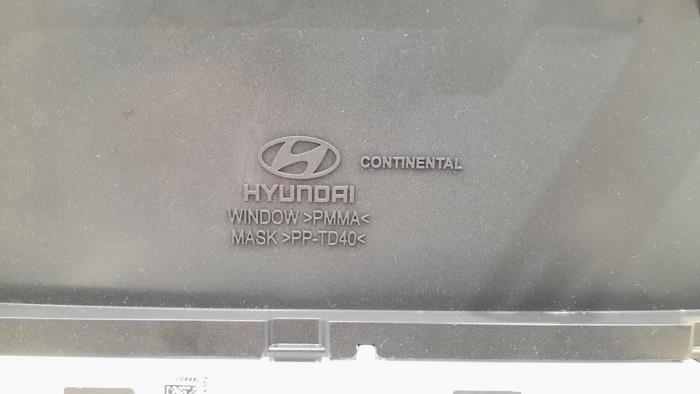 CONTINENTAL
HYUNDAI
WINDOW >PMMA<
MASK >PP-TD40<